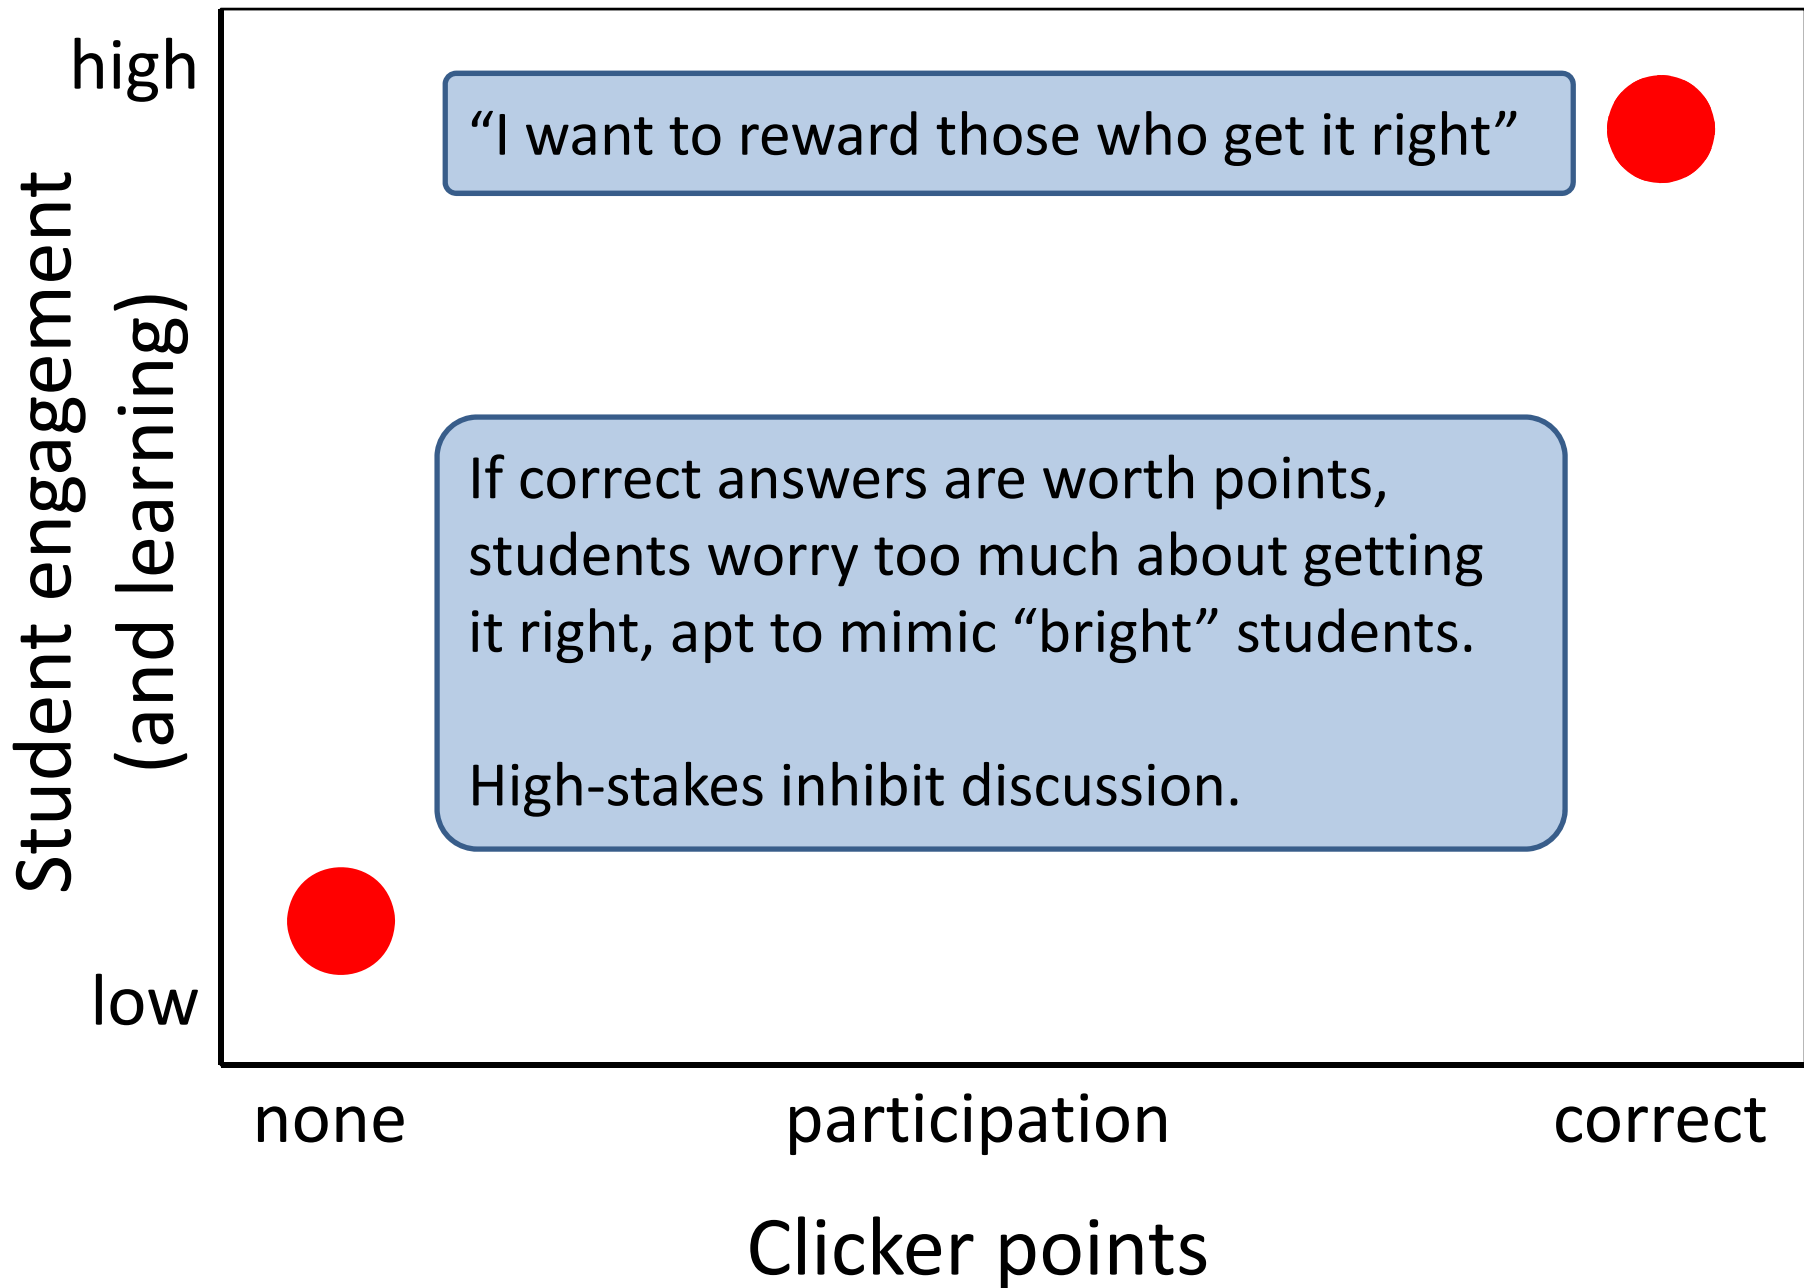 high
“I want to reward those who get it right”
Student engagement
(and learning)
If correct answers are worth points,
students worry too much about getting
it right, apt to mimic “bright” students.
High-stakes inhibit discussion.
low
none
participation
correct
Clicker points